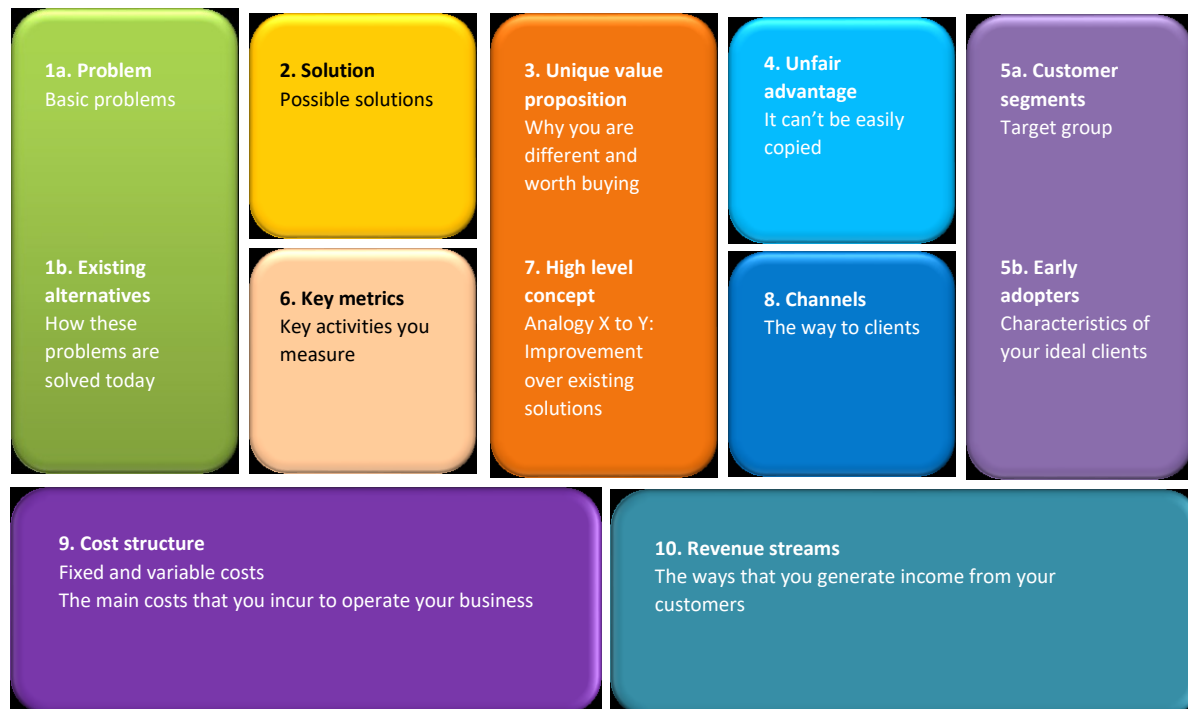 1a. Problem
Basic problems
1b. Existing
alternatives
How these
problems are
solved today
2. Solution
Possible solutions
6. Key metrics
Key activities you
measure
3. Unique value
proposition
Why you are
different and
worth buying
7. High level
concept
Analogy X to Y:
Improvement
over existing
solutions
4. Unfair
advantage
It can’t be easily
copied
8. Channels
The way to clients
5a. Customer
segments
Target group
5b. Early
adopters
Characteristics of
your ideal clients
9. Cost structure
Fixed and variable costs
The main costs that you incur to operate your business
10. Revenue streams
The ways that you generate income from your
customers